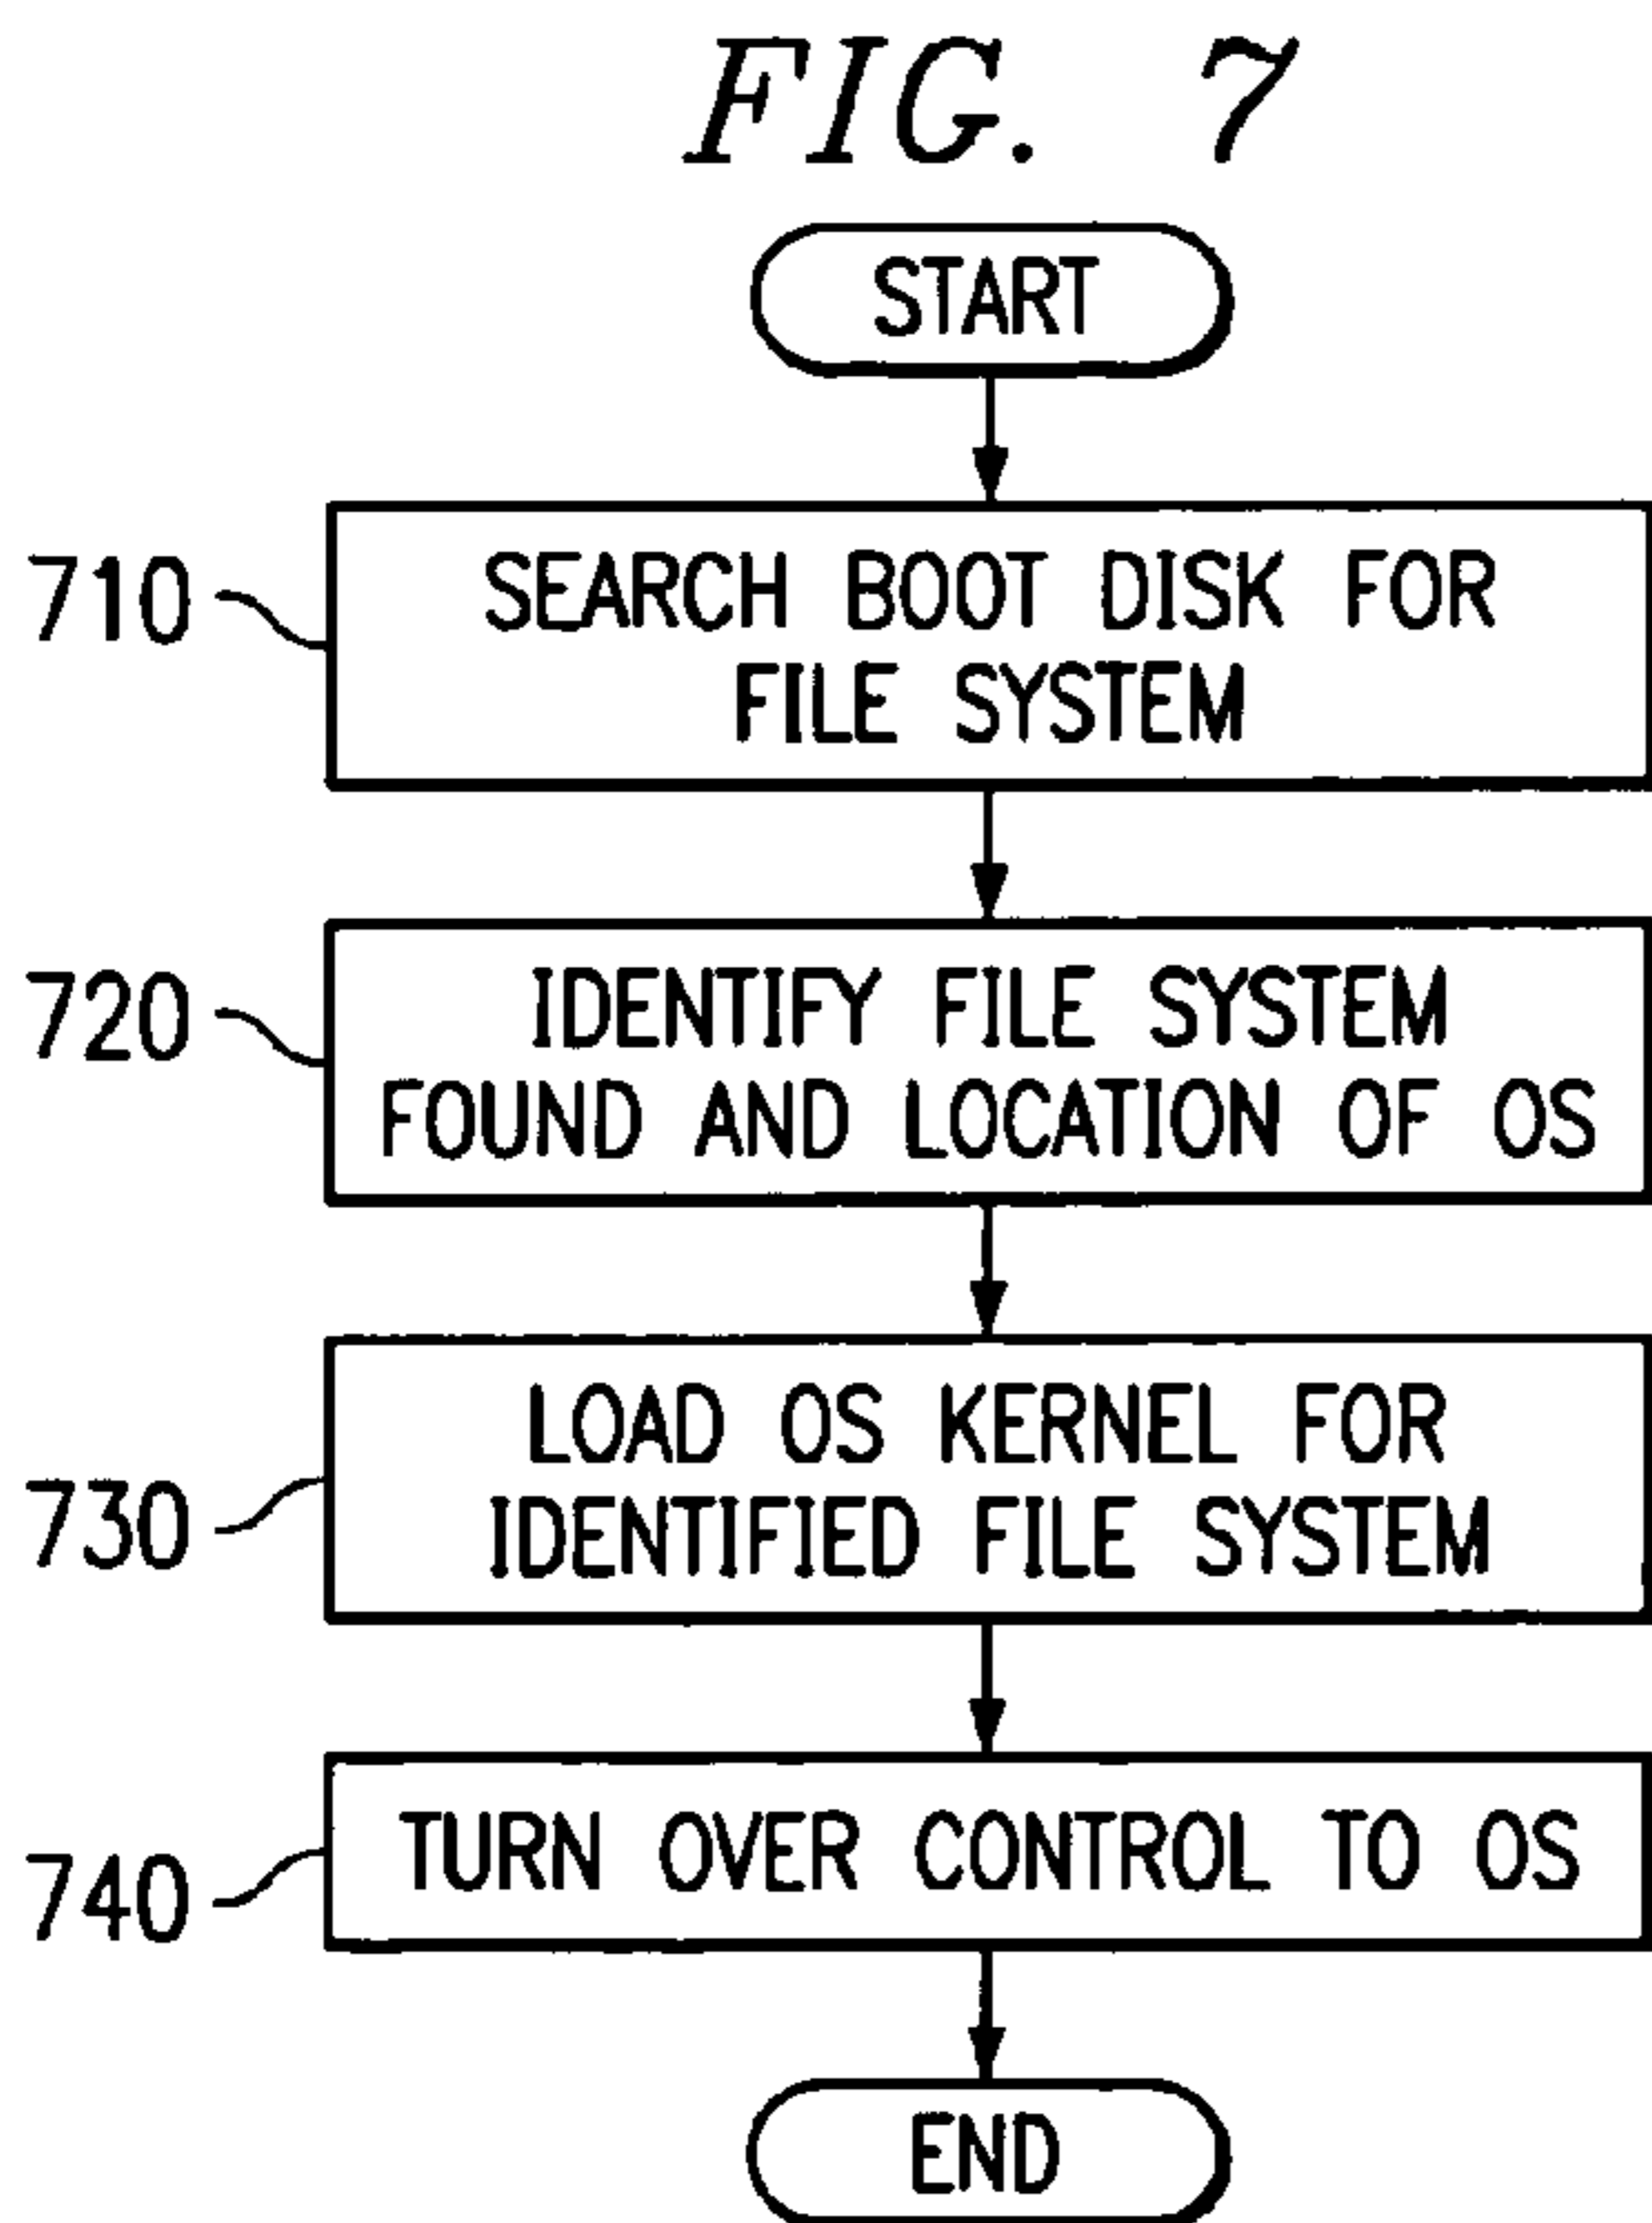 FIG. 7
START
710
SEARCH BOOT DISK FOR
FILE SYSTEM
720
IDENTIFY FILE SYSTEM
FOUND AND LOCATION OF OS
730
LOAD OS KERNEL FOR
IDENTIFIED FILE SYSTEM
740
TURN OVER CONTROL TO OS
END